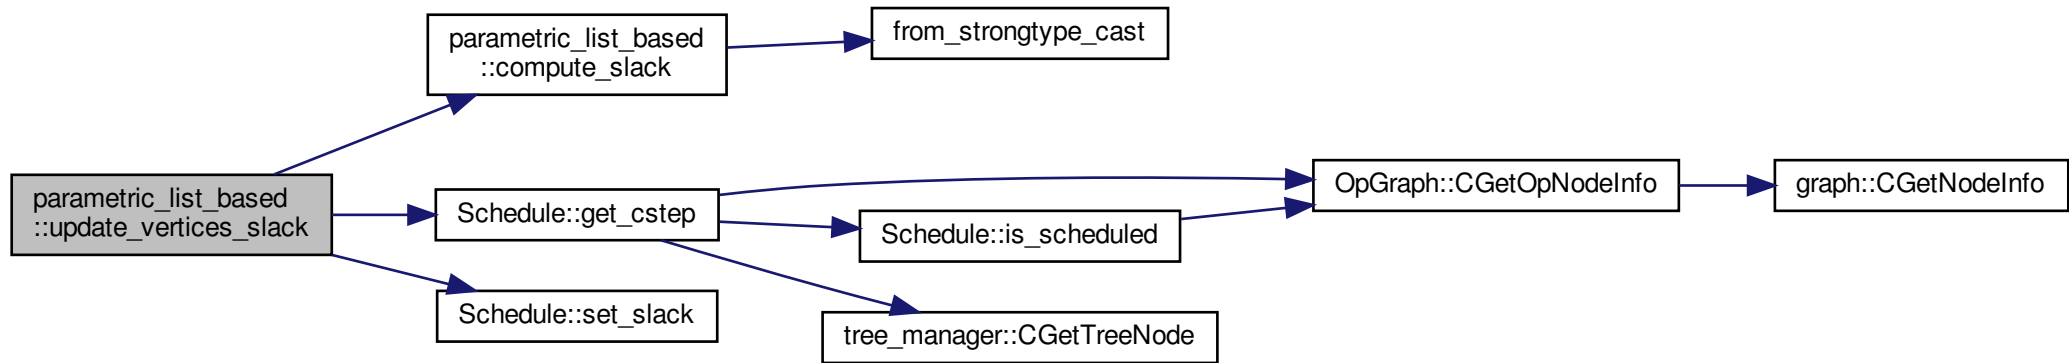 parametric_list_based
::update_vertices_slack
parametric_list_based
::compute_slack
from_strongtype_cast
Schedule::get_cstep
OpGraph::CGetOpNodeInfo
graph::CGetNodeInfo
Schedule::is_scheduled
tree_manager::CGetTreeNode
Schedule::set_slack